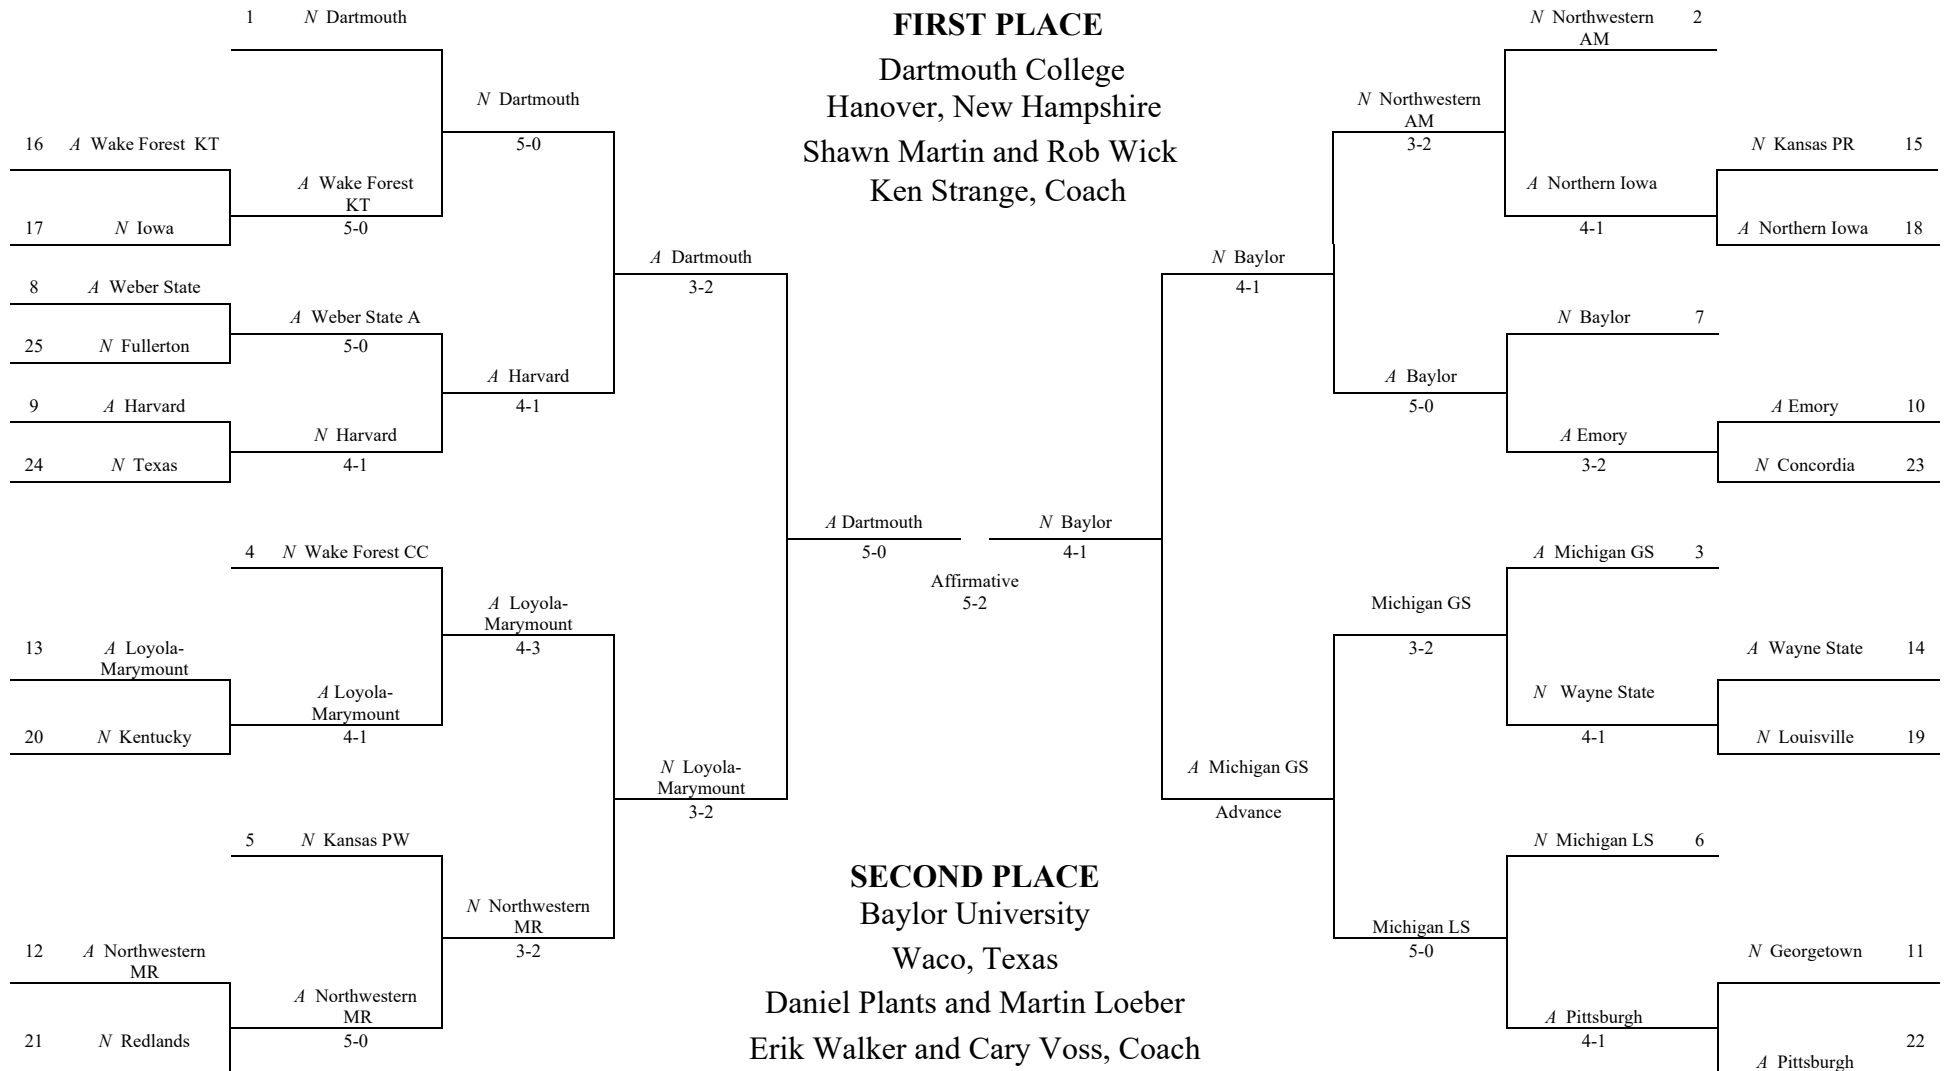 1 N Dartmouth
FIRST PLACE
N Northwestern 2
AM
Dartmouth College
N Dartmouth
Hanover, New Hampshire
N Northwestern
AM
5-0
3-2
16 A Wake Forest KT
Shawn Martin and Rob Wick
N Kansas PR 15
A Wake Forest
KT
Ken Strange, Coach
A Northern Iowa
17 N Iowa
5-0
4-1
A Northern Iowa 18
A Dartmouth
N Baylor
8 A Weber State
3-2
4-1
A Weber State A
N Baylor 7
25 N Fullerton
5-0
A Harvard
A Baylor
9 A Harvard
4-1
5-0
A Emory 10
N Harvard
A Emory
24 N Texas
4-1
3-2
N Concordia 23
A Dartmouth
N Baylor
5-0
4-1
4 N Wake Forest CC
A Michigan GS 3
Affirmative
5-2
A Loyola-
Marymount
Michigan GS
4-3
3-2
13 A Loyola-
Marymount
A Wayne State 14
A Loyola-
Marymount
N Wayne State
20 N Kentucky
4-1
4-1
N Louisville 19
N Loyola-
Marymount
A Michigan GS
3-2
Advance
5 N Kansas PW
N Michigan LS 6
SECOND PLACE
Baylor University
N Northwestern
MR
Michigan LS
3-2
5-0
12 A Northwestern
MR
Waco, Texas
N Georgetown 11
A Northwestern
MR
Daniel Plants and Martin Loeber
A Pittsburgh
21 N Redlands
5-0
Erik Walker and Cary Voss, Coach
4-1
22
A Pittsburgh